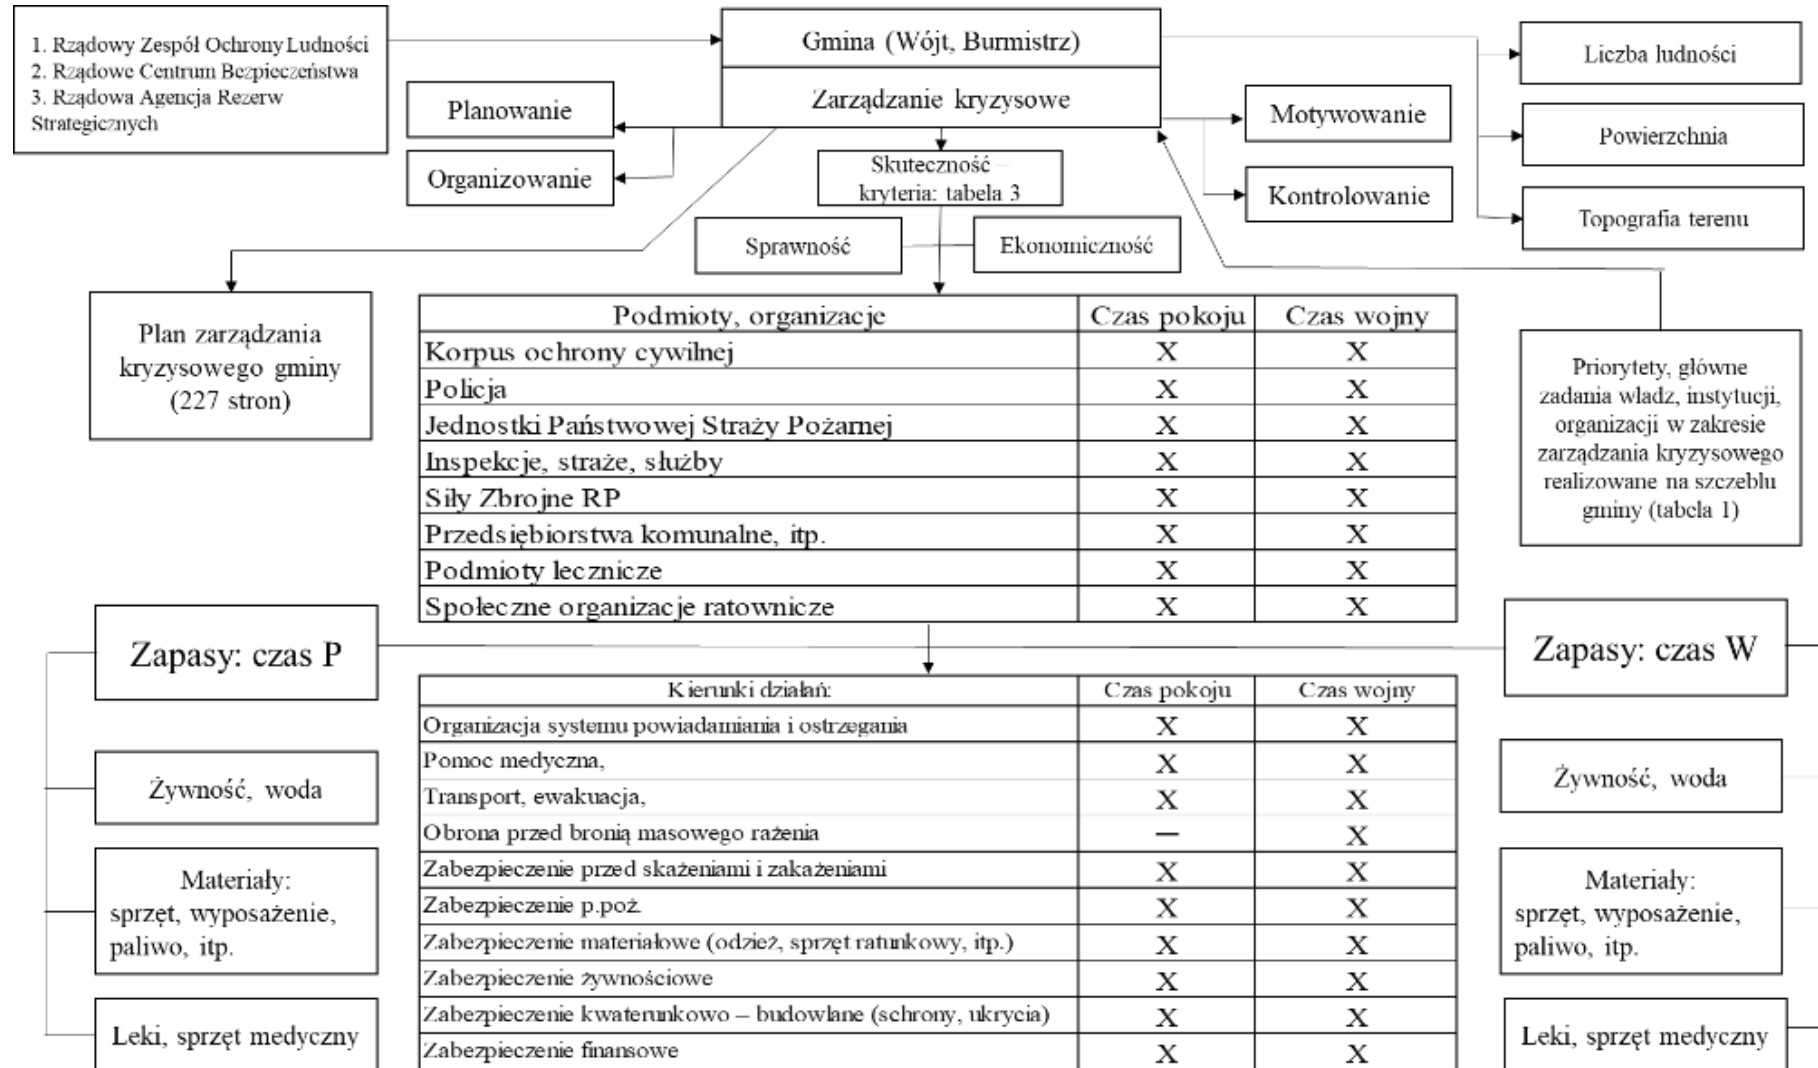 1. Rządowy Zespół Ochrony Ludności
2. Rządowe Centrum Bezpieczeństwa
3. Rządowa Agencja Rezerw
Strategicznych
Gmina (Wójt, Burmistrz)
Zarządzanie kryzysowe
Planowanie
Organizowanie
Skuteczność –
kryteria: tabela 3
Sprawność
Ekonomiczność
Motywowanie
Kontrolowanie
Liczba ludności
Powierzchnia
Topografia terenu
Plan zarządzania
kryzysowego gminy
(227 stron)
Podmioty, organizacje Czas pokoju Czas wojny
Korpus ochrony cywilnej X X
Policja X X
Jednostki Państwowej Straży Pożarnej X X
Inspekcje, straże, służby X X
Siły Zbrojne RP X X
Przedsiębiorstwa komunalne, itp. X X
Podmioty lecznicze X X
Społeczne organizacje ratownicze X X
Priorytety, główne
zadania władz, instytucji,
organizacji w zakresie
zarządzania kryzysowego
realizowane na szczeblu
gminy (tabela 1)
Zapasy: czas P
Żywność, woda
Materiały:
sprzęt, wyposażenie,
paliwo, itp.
Leki, sprzęt medyczny
Kierunki działań: Czas pokoju Czas wojny
Organizacja systemu powiadamiania i ostrzegania X X
Pomoc medyczna, X X
Transport, ewakuacja, X X
Obrona przed bronią masowego rażenia — X
Zabezpieczenie przed skażeniami i zakażeniami X X
Zabezpieczenie p.poż. X X
Zabezpieczenie materiałowe (odzież, sprzęt ratunkowy, itp.) X X
Zabezpieczenie żywnościowe X X
Zabezpieczenie kwaterunkowo – budowlane (schrony, ukrycia) X X
Zabezpieczenie finansowe X X
Zapasy: czas W
Żywność, woda
Materiały:
sprzęt, wyposażenie,
paliwo, itp.
Leki, sprzęt medyczny